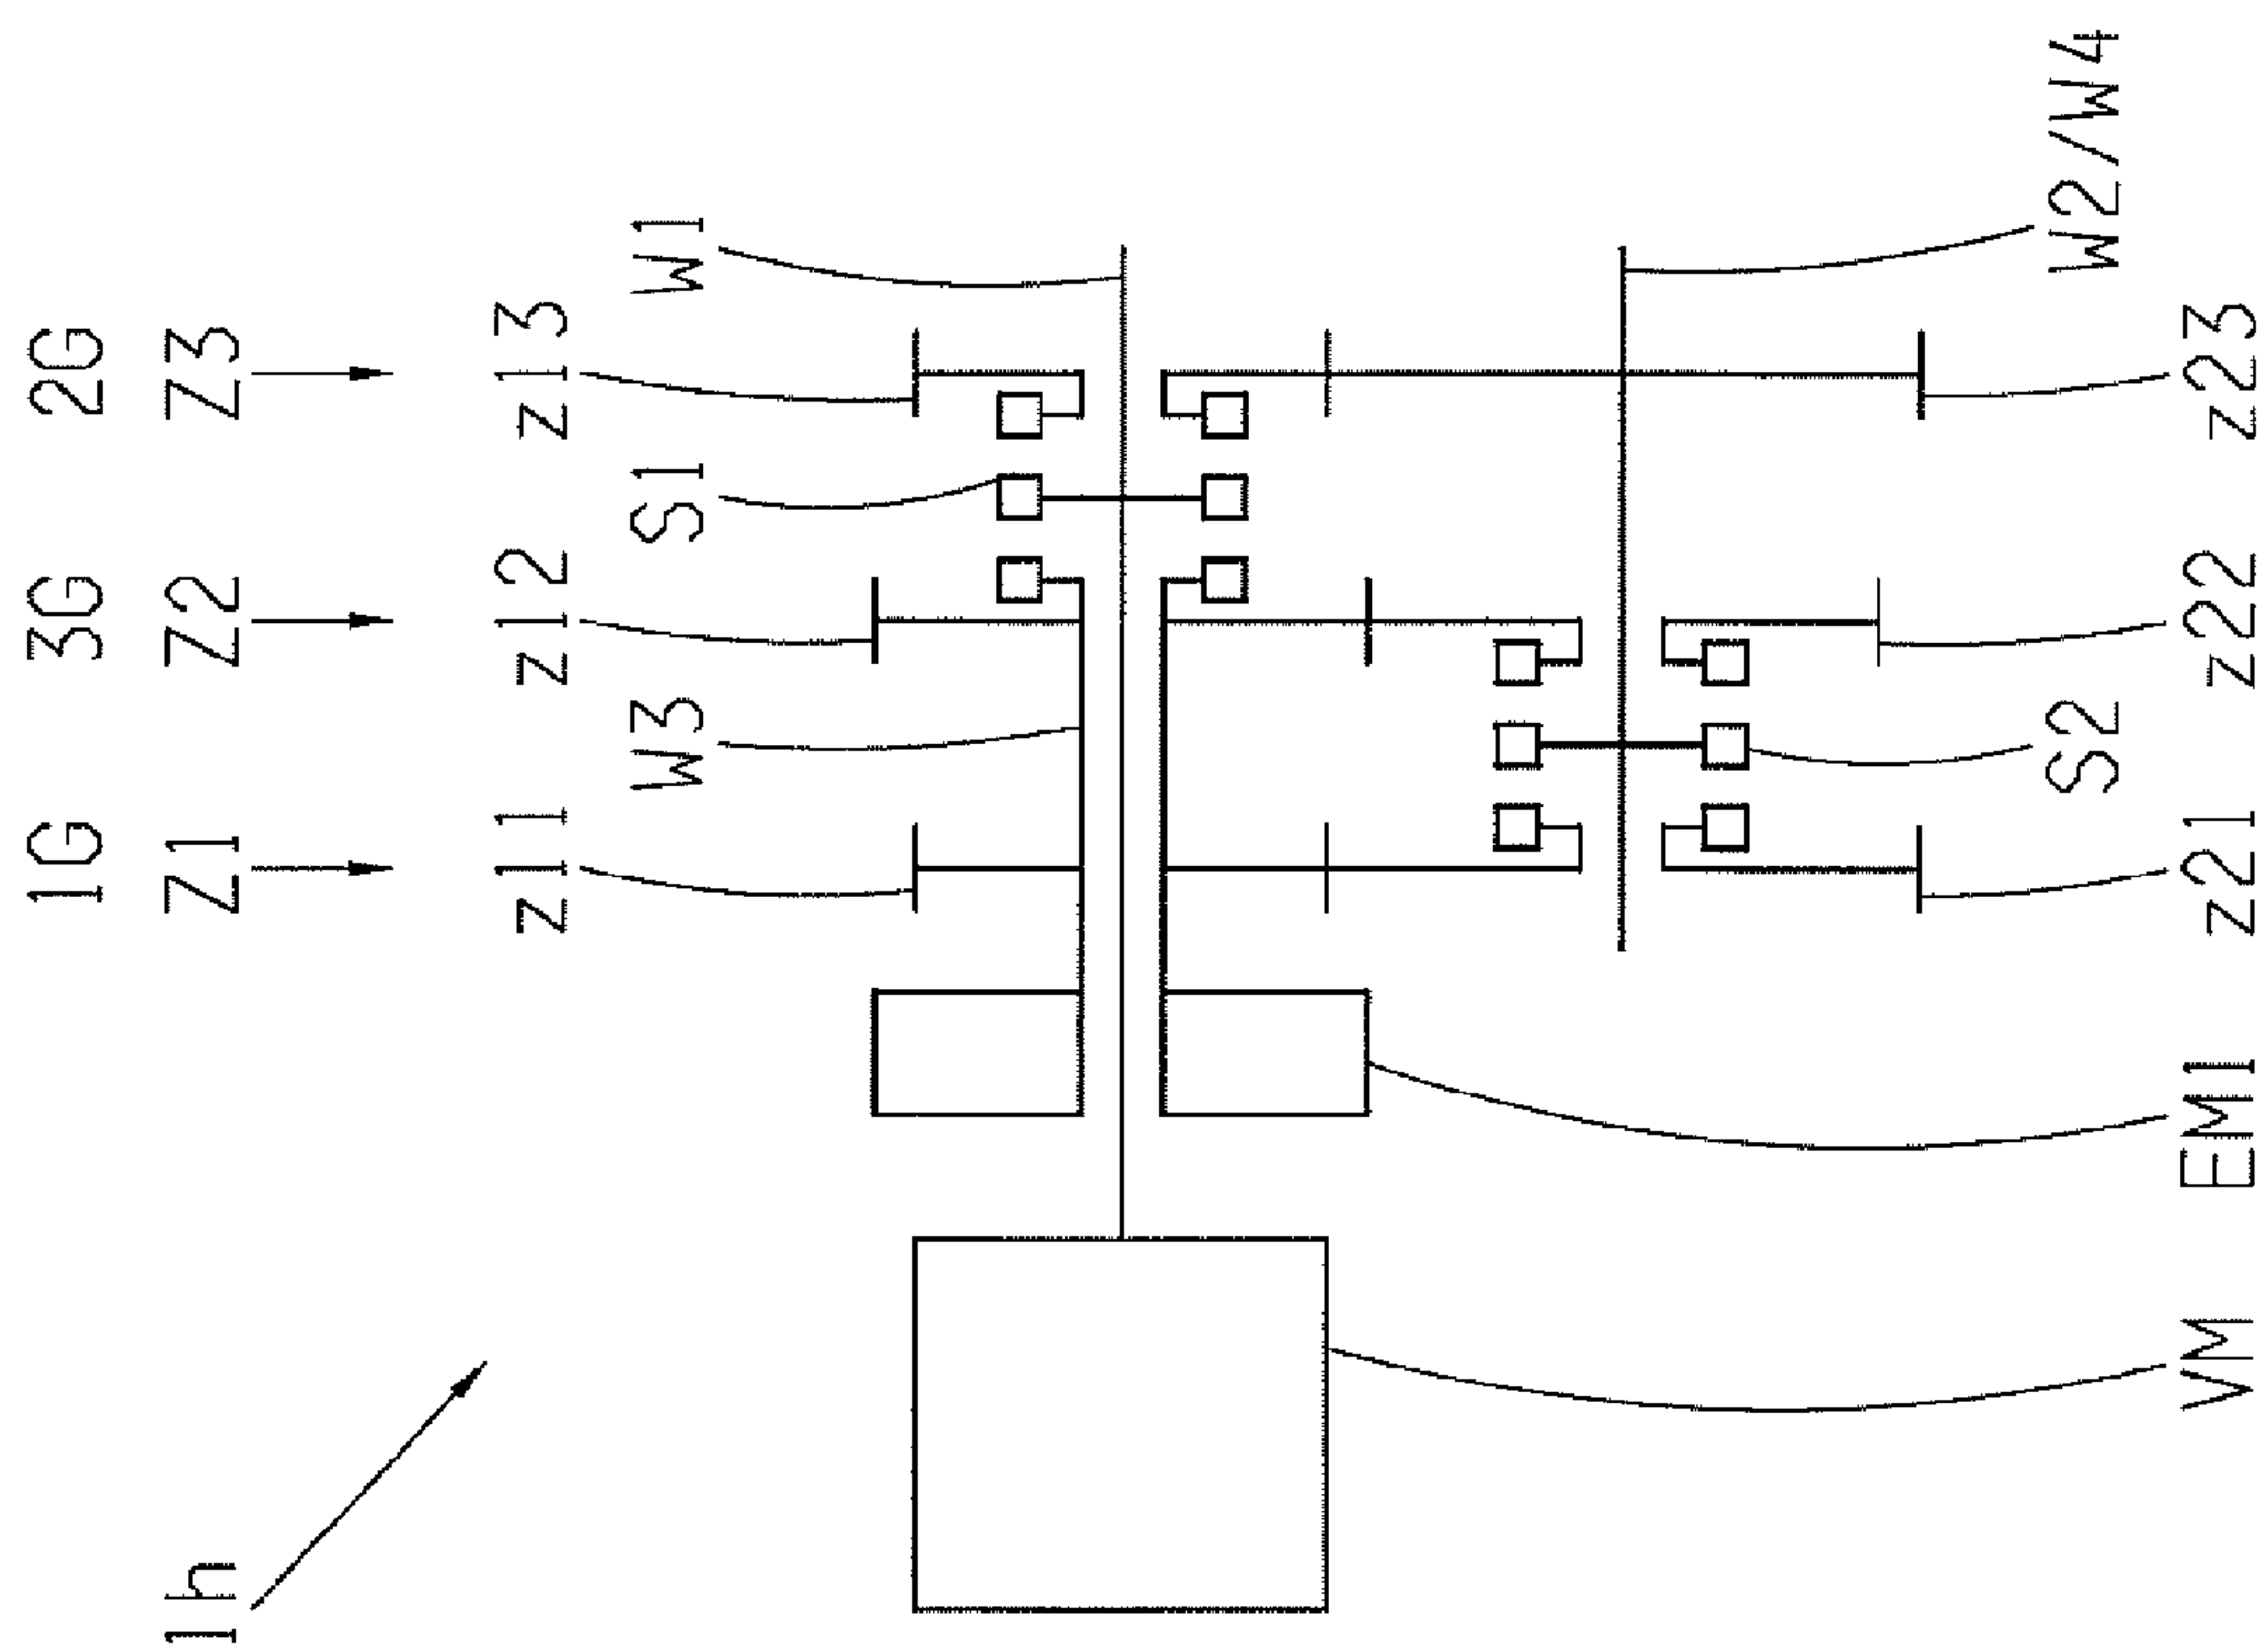 1G 3G 2G
1h Z1 Z2 Z3
z11 z12 z13
W3 S1 W1
S2 W2/W4
VM EM1 z21 z22 z23